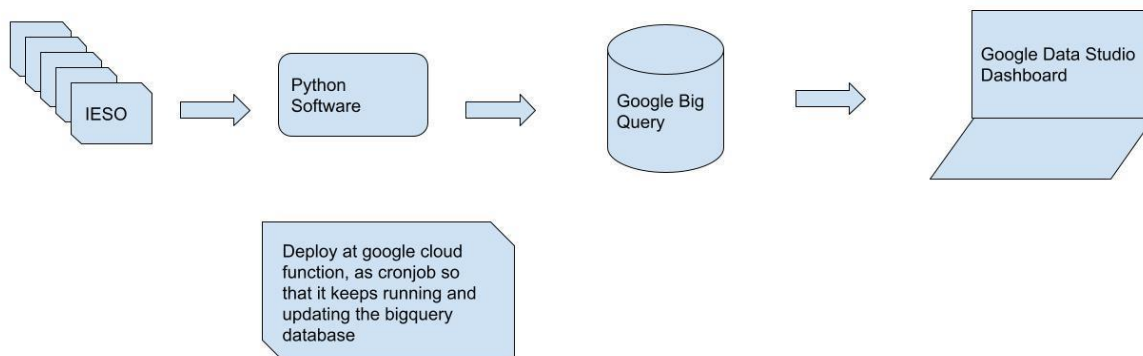 IESO
Python
Software
Google Big
Query
Google Data Studio
Dashboard
Deploy at google cloud
function, as cronjob so
that it keeps running and
updating the bigquery
database